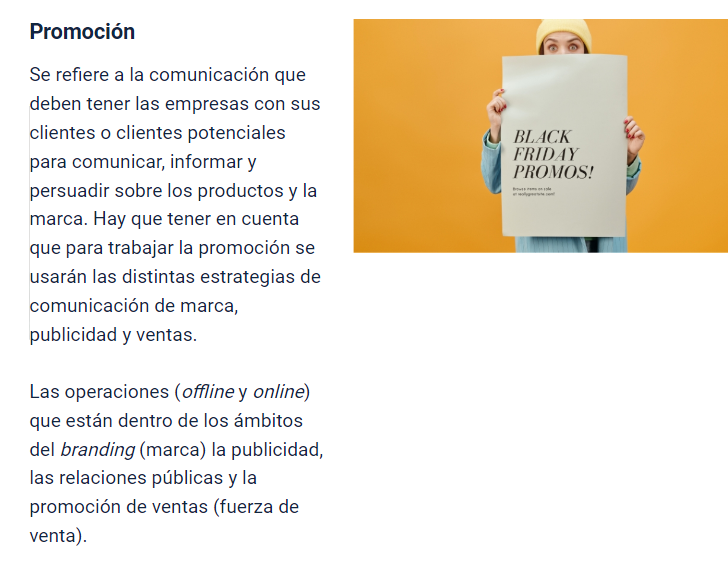 Promoción
Se refiere a la comunicación que
deben tener las empresas con sus
clientes o clientes potenciales
para comunicar, informar y
persuadir sobre los productos y la
marca. Hay que tener en cuenta
que para trabajar la promoción se
usarán las distintas estrategias de
comunicación de marca,
publicidad y ventas.
Las operaciones (offline y online)
que están dentro de los ámbitos
del branding (marca) la publicidad,
las relaciones públicas y la
promoción de ventas (fuerza de
venta).
BLACK
FRIDAY
PROMOS!